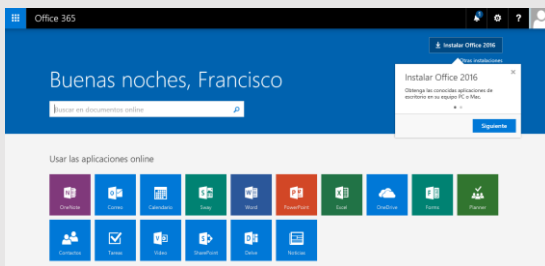 Office 365
1
?
Instalar Office 2016
Otras instalaciones
Buenas noches, Francisco
Buscar en documentos online
Instalar Office 2016
Obtenga las conocidas aplicaciones de
escritorio en su equipo PC o Mac.
Siguiente
Usar las aplicaciones online
OneNote
Correo
Calendario
Sway
Word
PowerPoint
Excel
OneDrive
Forms
Planner
Contactos
Tareas
Vídeo
SharePoint
Delve
Noticias